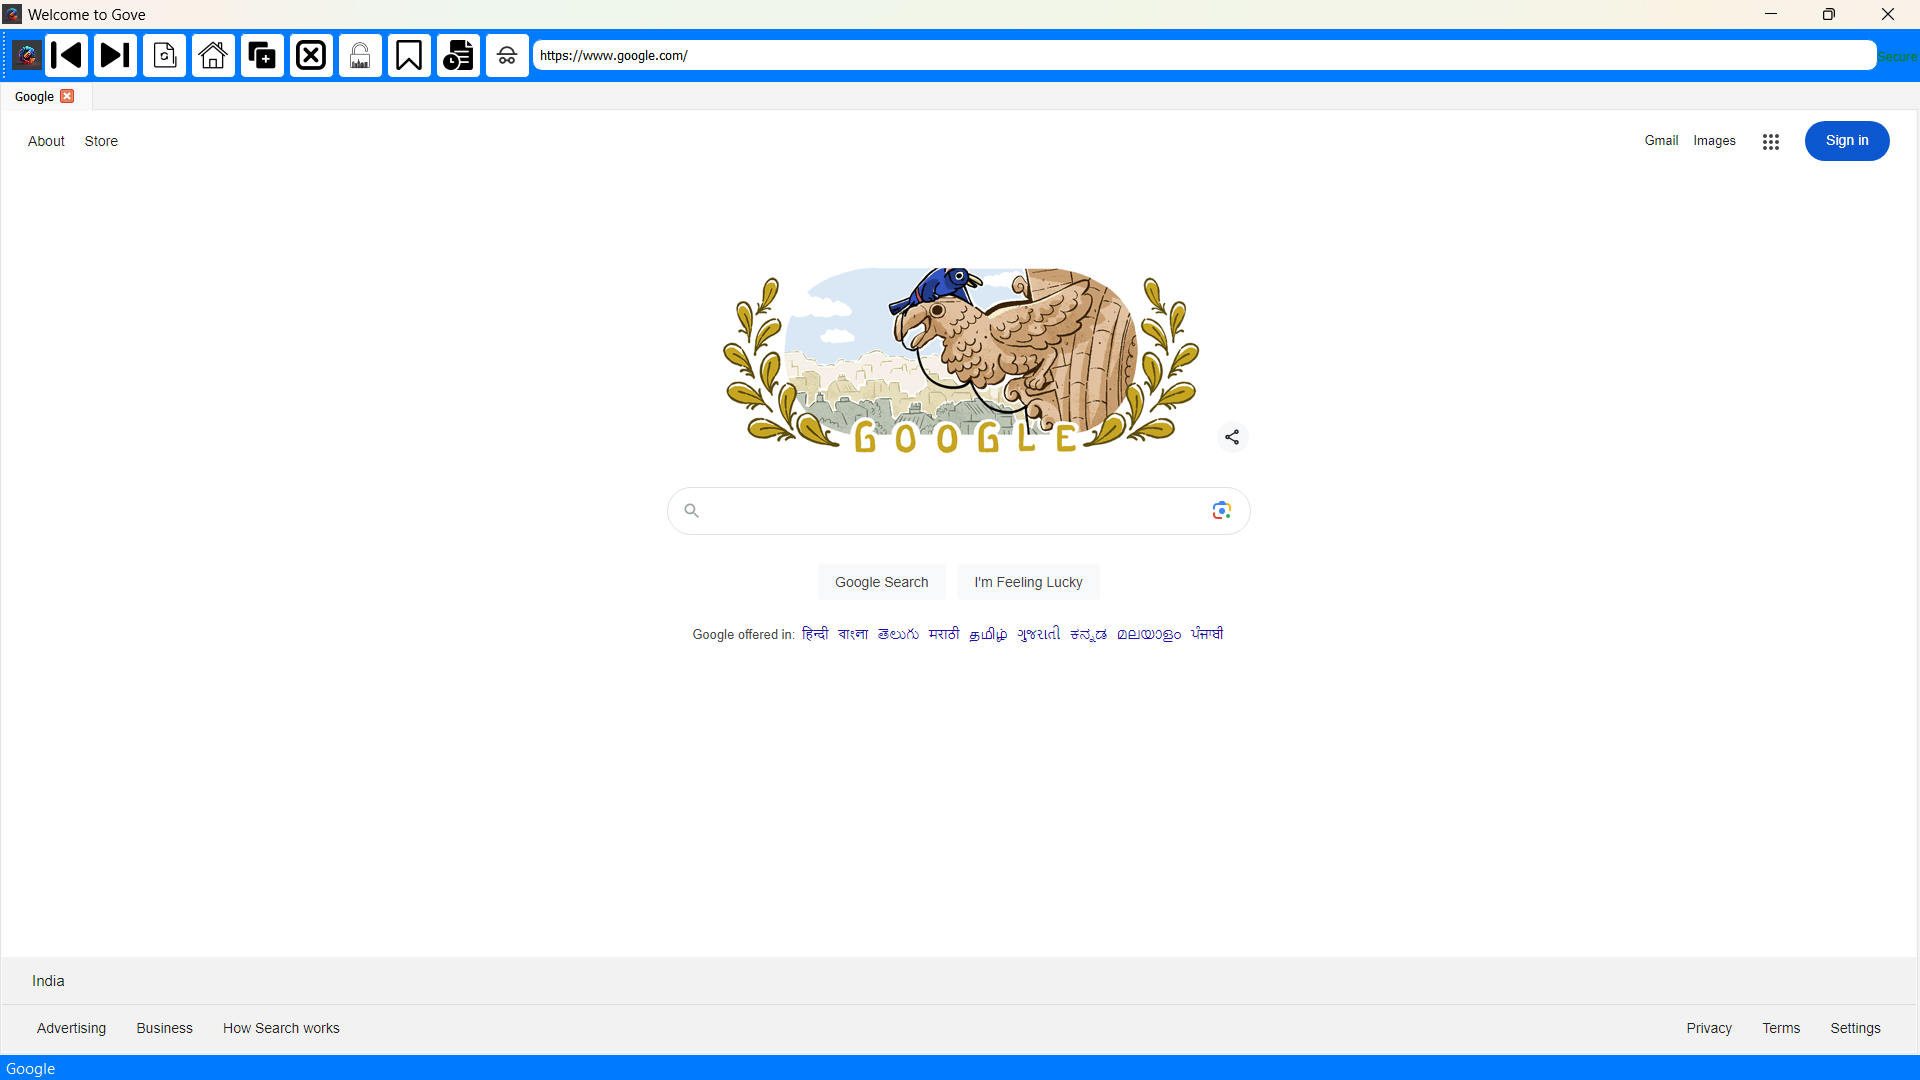 Welcome to Gove
https://www.google.com/
Secure
Google
About Store
Gmail Images Sign in
GOOGLE
Google Search I'm Feeling Lucky
Google offered in: हिन्दी বাংলা తెలుగు मराठी தமிழ் ગુજરાતી ಕನ್ನಡ മലയാളം ਪੰਜਾਬੀ
India
Advertising Business How Search works
Privacy Terms Settings
Google